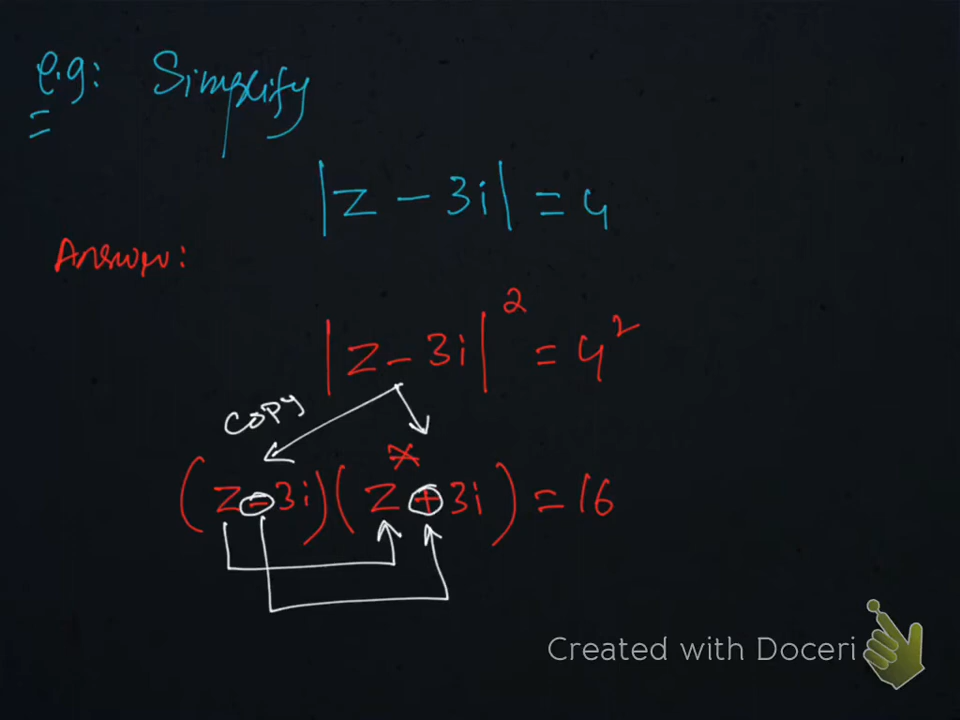 e.g: Simplify
|z - 3i| = 4
Answer:
|z - 3i|² = 4²
COPY
(z - 3i)(z* + 3i) = 16
Created with Doceri